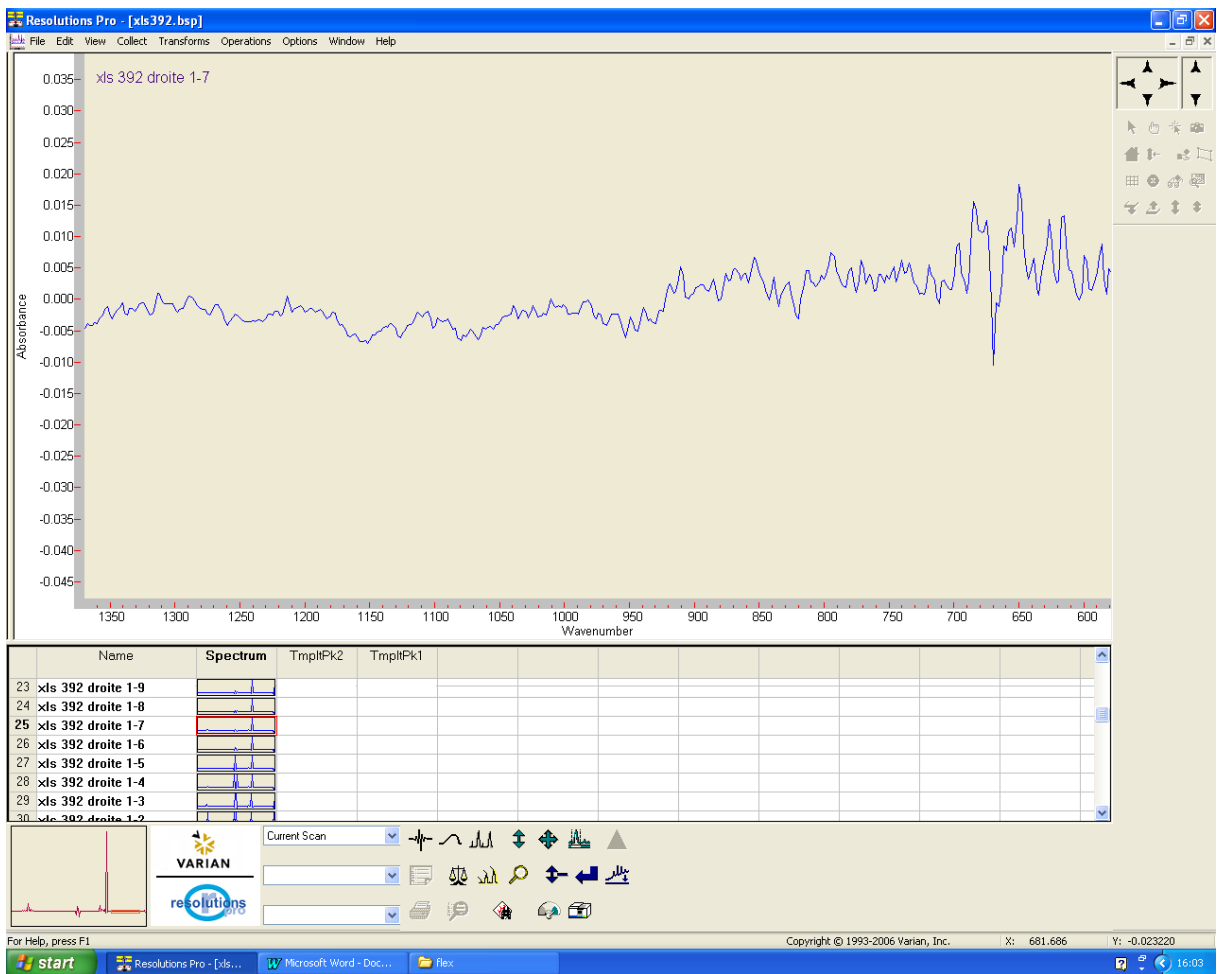 Resolutions Pro - [xls392.bsp]
File Edit View Collect Transforms Operations Options Window Help
xls 392 droite 1-7
0.035
0.030
0.025
0.020
0.015
0.010
0.005
0.000
-0.005
-0.010
-0.015
-0.020
-0.025
-0.030
-0.035
-0.040
-0.045
Absorbance
1350 1300 1250 1200 1150 1100 1050 1000 950 900 850 800 750 700 650 600
Wavenumber
Name Spectrum TmpltPk2 TmpltPk1
23 xls 392 droite 1-9
24 xls 392 droite 1-8
25 xls 392 droite 1-7
26 xls 392 droite 1-6
27 xls 392 droite 1-5
28 xls 392 droite 1-4
29 xls 392 droite 1-3
30 xls 392 droite 1-2
VARIAN
resolutions pro
Current Scan
For Help, press F1
Copyright © 1993-2006 Varian, Inc. X: 681.686 Y: -0.023220
start Resolutions Pro - [xls... Microsoft Word - Doc... flex 16:03